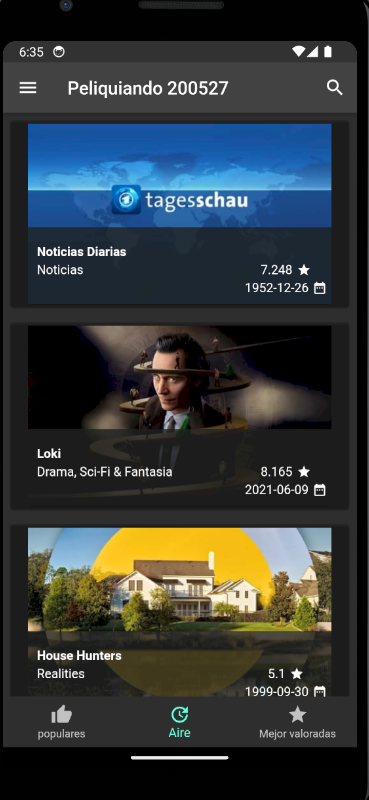 6:35
Peliquiando 200527
tagesschau
Noticias Diarias
Noticias 7.248
1952-12-26
Loki
Drama, Sci-Fi & Fantasia 8.165
2021-06-09
House Hunters
Realities 5.1
1999-09-30
populares Aire Mejor valoradas